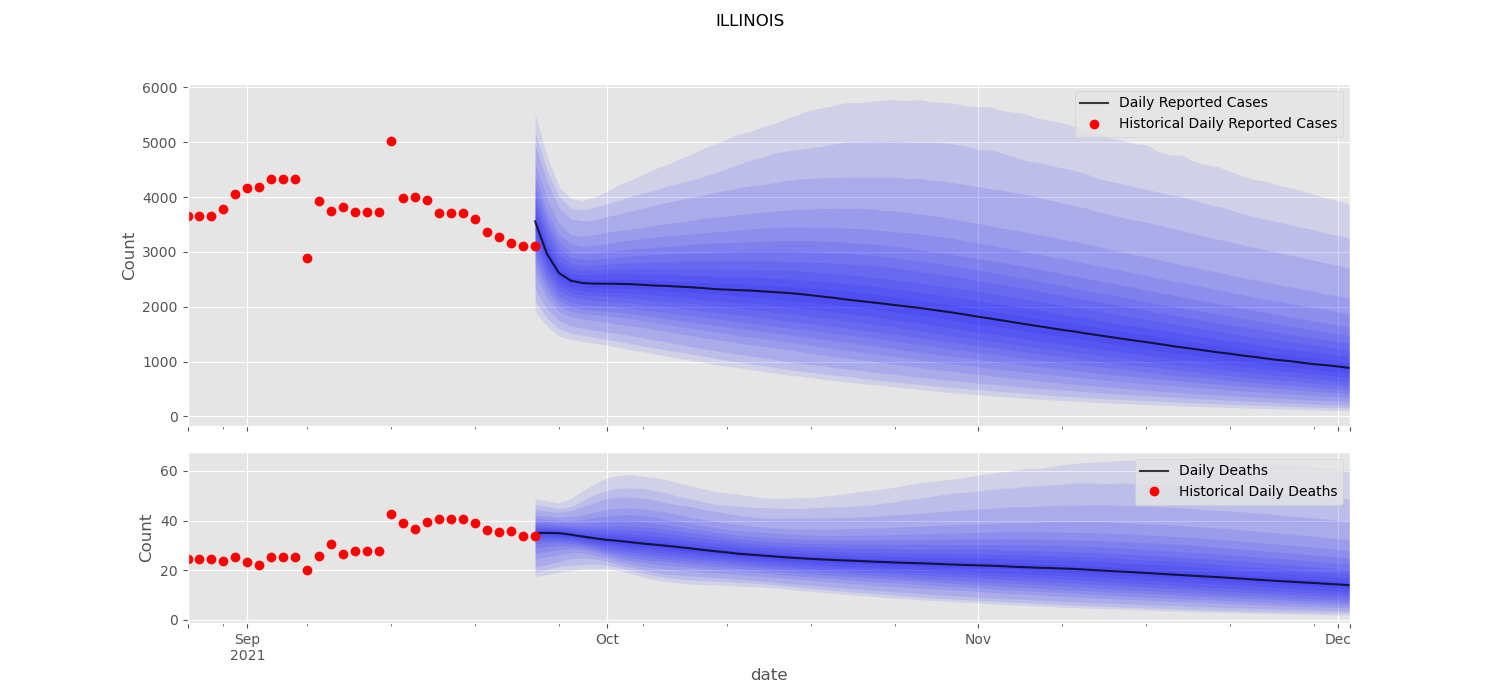 ILLINOIS
6000
5000
4000
3000
2000
1000
0
Count
Daily Reported Cases
Historical Daily Reported Cases
60
40
20
0
Count
Daily Deaths
Historical Daily Deaths
Sep
2021
Oct
Nov
Dec
date